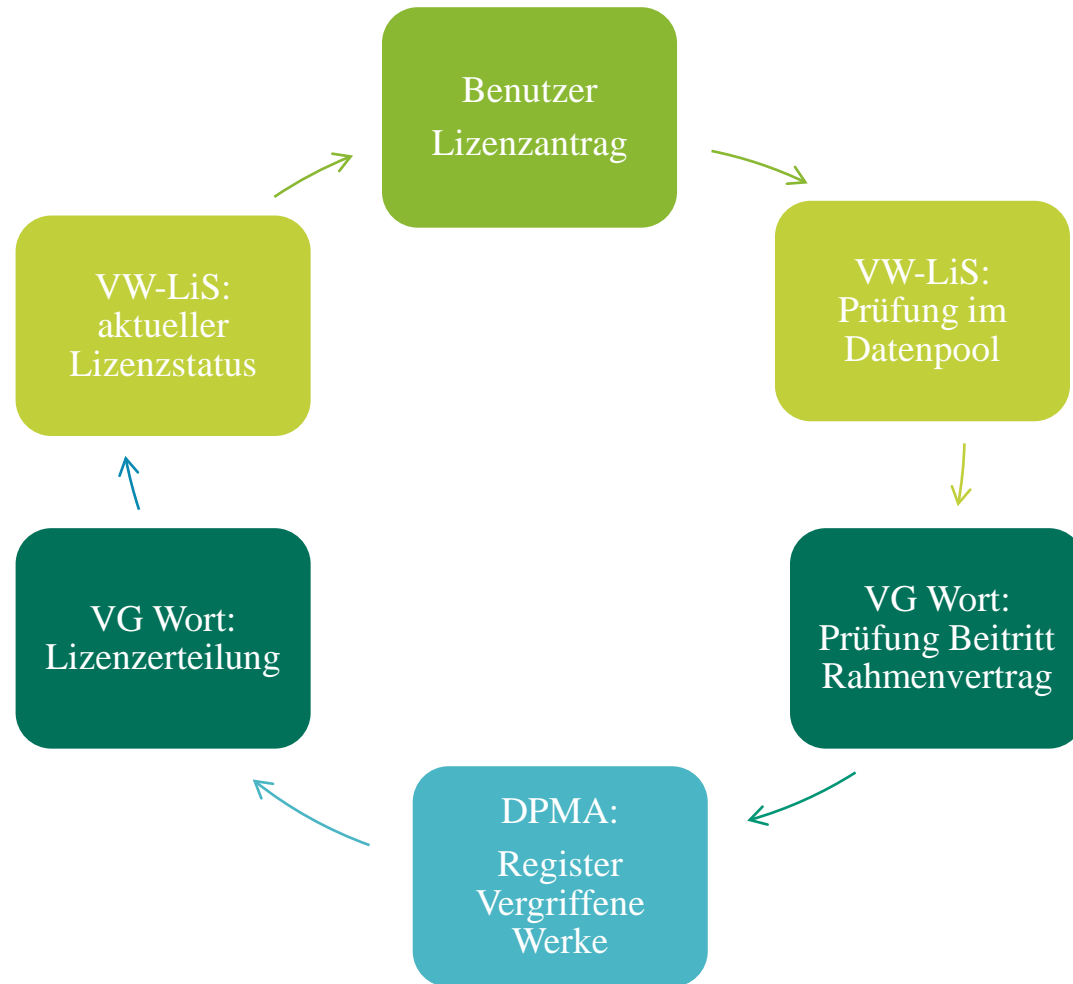 Benutzer
Lizenzantrag
VW-LiS:
Prüfung im
Datenpool
VG Wort:
Prüfung Beitritt
Rahmenvertrag
DPMA:
Register
Vergriffene
Werke
VG Wort:
Lizenzerteilung
VW-LiS:
aktueller
Lizenzstatus